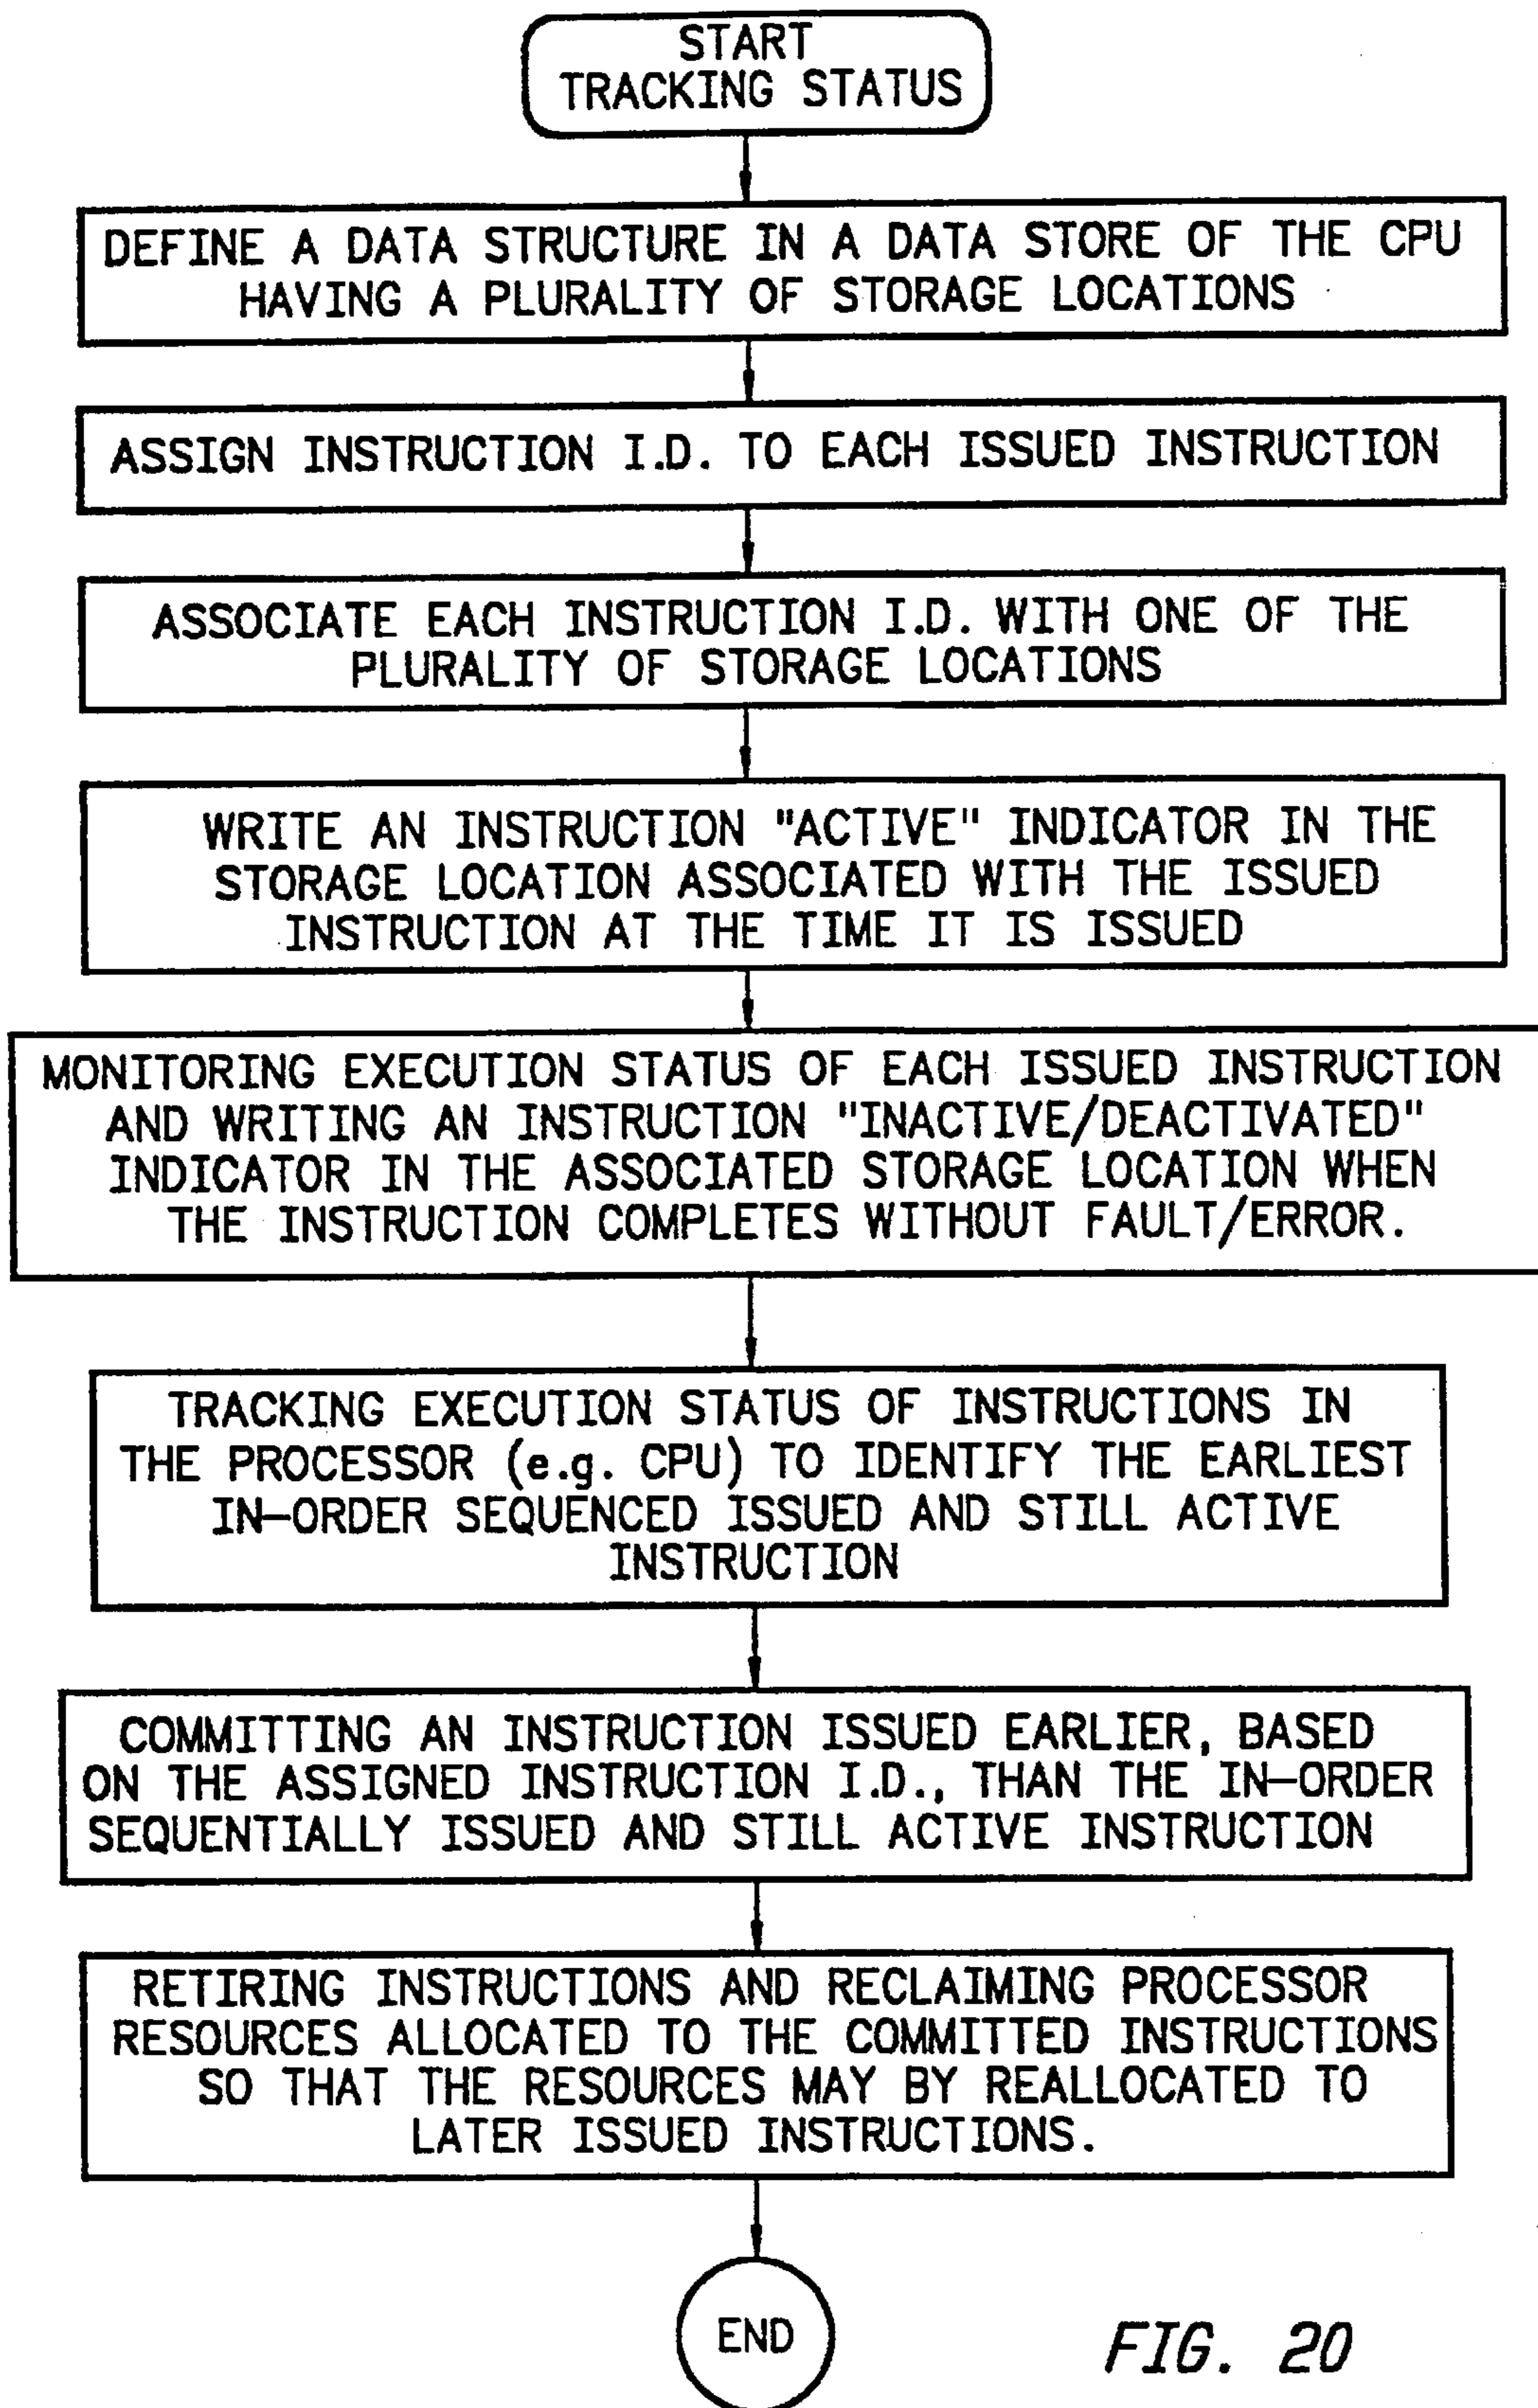 START
TRACKING STATUS
DEFINE A DATA STRUCTURE IN A DATA STORE OF THE CPU
HAVING A PLURALITY OF STORAGE LOCATIONS
ASSIGN INSTRUCTION I.D. TO EACH ISSUED INSTRUCTION
ASSOCIATE EACH INSTRUCTION I.D. WITH ONE OF THE
PLURALITY OF STORAGE LOCATIONS
WRITE AN INSTRUCTION "ACTIVE" INDICATOR IN THE
STORAGE LOCATION ASSOCIATED WITH THE ISSUED
INSTRUCTION AT THE TIME IT IS ISSUED
MONITORING EXECUTION STATUS OF EACH ISSUED INSTRUCTION
AND WRITING AN INSTRUCTION "INACTIVE/DEACTIVATED"
INDICATOR IN THE ASSOCIATED STORAGE LOCATION WHEN
THE INSTRUCTION COMPLETES WITHOUT FAULT/ERROR.
TRACKING EXECUTION STATUS OF INSTRUCTIONS IN
THE PROCESSOR (e.g. CPU) TO IDENTIFY THE EARLIEST
IN-ORDER SEQUENCED ISSUED AND STILL ACTIVE
INSTRUCTION
COMMITTING AN INSTRUCTION ISSUED EARLIER, BASED
ON THE ASSIGNED INSTRUCTION I.D., THAN THE IN-ORDER
SEQUENTIALLY ISSUED AND STILL ACTIVE INSTRUCTION
RETIRING INSTRUCTIONS AND RECLAIMING PROCESSOR
RESOURCES ALLOCATED TO THE COMMITTED INSTRUCTIONS
SO THAT THE RESOURCES MAY BY REALLOCATED TO
LATER ISSUED INSTRUCTIONS.
END
FIG. 20